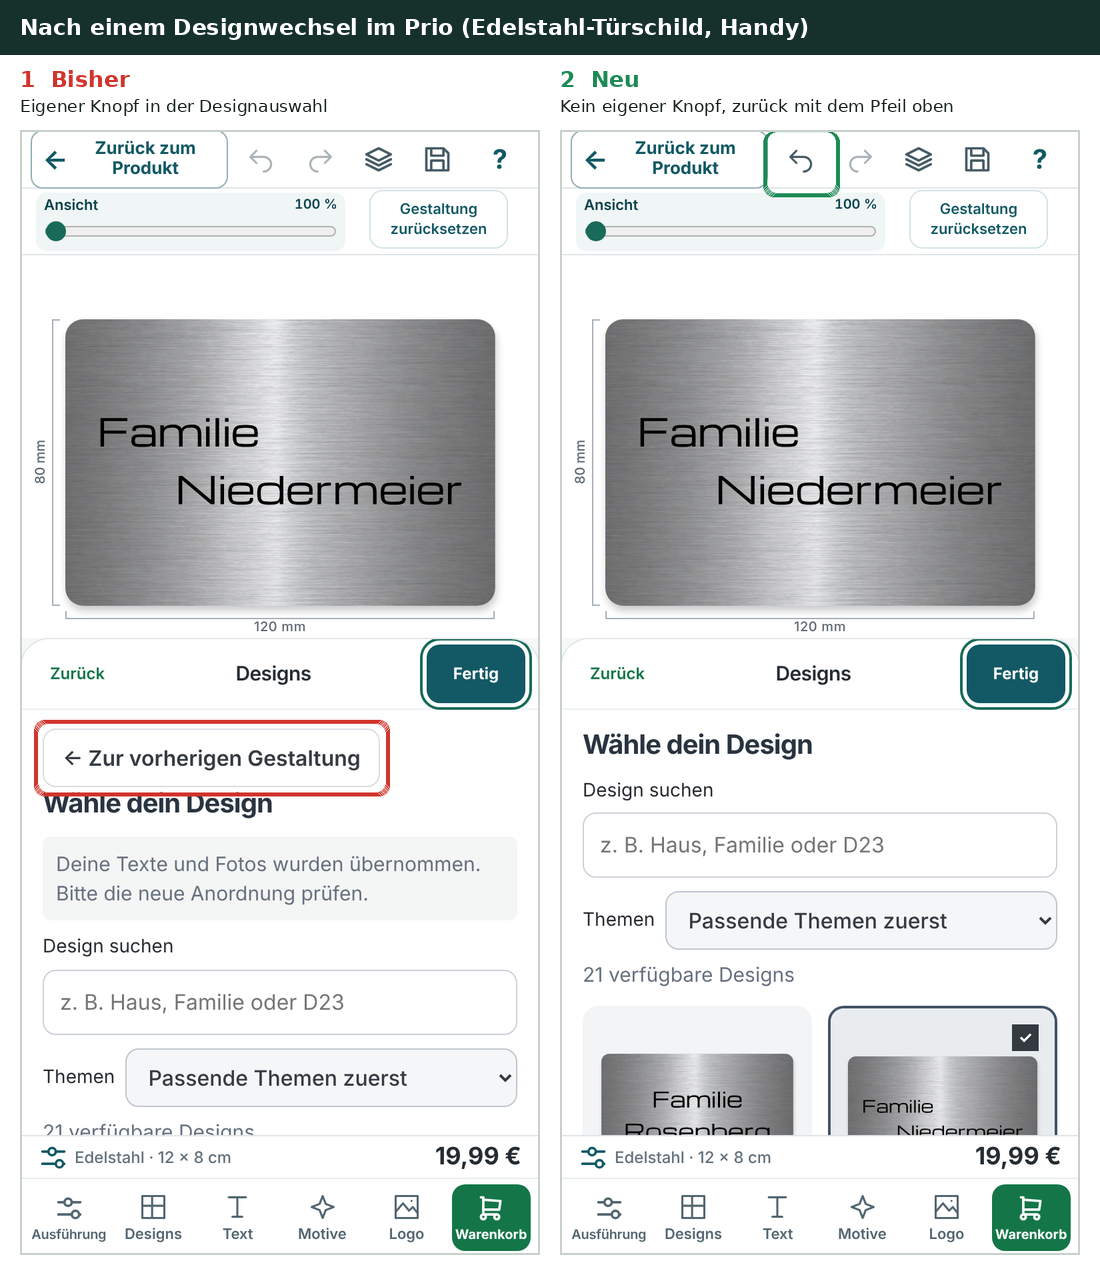 Nach einem Designwechsel im Prio (Edelstahl-Türschild, Handy)
1 Bisher
Eigener Knopf in der Designauswahl
Zurück zum
Produkt
?
Ansicht
100 %
Gestaltung
zurücksetzen
80 mm
Familie
Niedermeier
120 mm
Zurück
Designs
Fertig
← Zur vorherigen Gestaltung
Wähle dein Design
Deine Texte und Fotos wurden übernommen.
Bitte die neue Anordnung prüfen.
Design suchen
z. B. Haus, Familie oder D23
Themen
Passende Themen zuerst
21 verfügbare Designs
Edelstahl · 12 × 8 cm
19,99 €
Ausführung
Designs
Text
Motive
Logo
Warenkorb
2 Neu
Kein eigener Knopf, zurück mit dem Pfeil oben
Zurück zum
Produkt
?
Ansicht
100 %
Gestaltung
zurücksetzen
80 mm
Familie
Niedermeier
120 mm
Zurück
Designs
Fertig
Wähle dein Design
Design suchen
z. B. Haus, Familie oder D23
Themen
Passende Themen zuerst
21 verfügbare Designs
Familie
Rosenberg
Familie
Niedermeier
Edelstahl · 12 × 8 cm
19,99 €
Ausführung
Designs
Text
Motive
Logo
Warenkorb